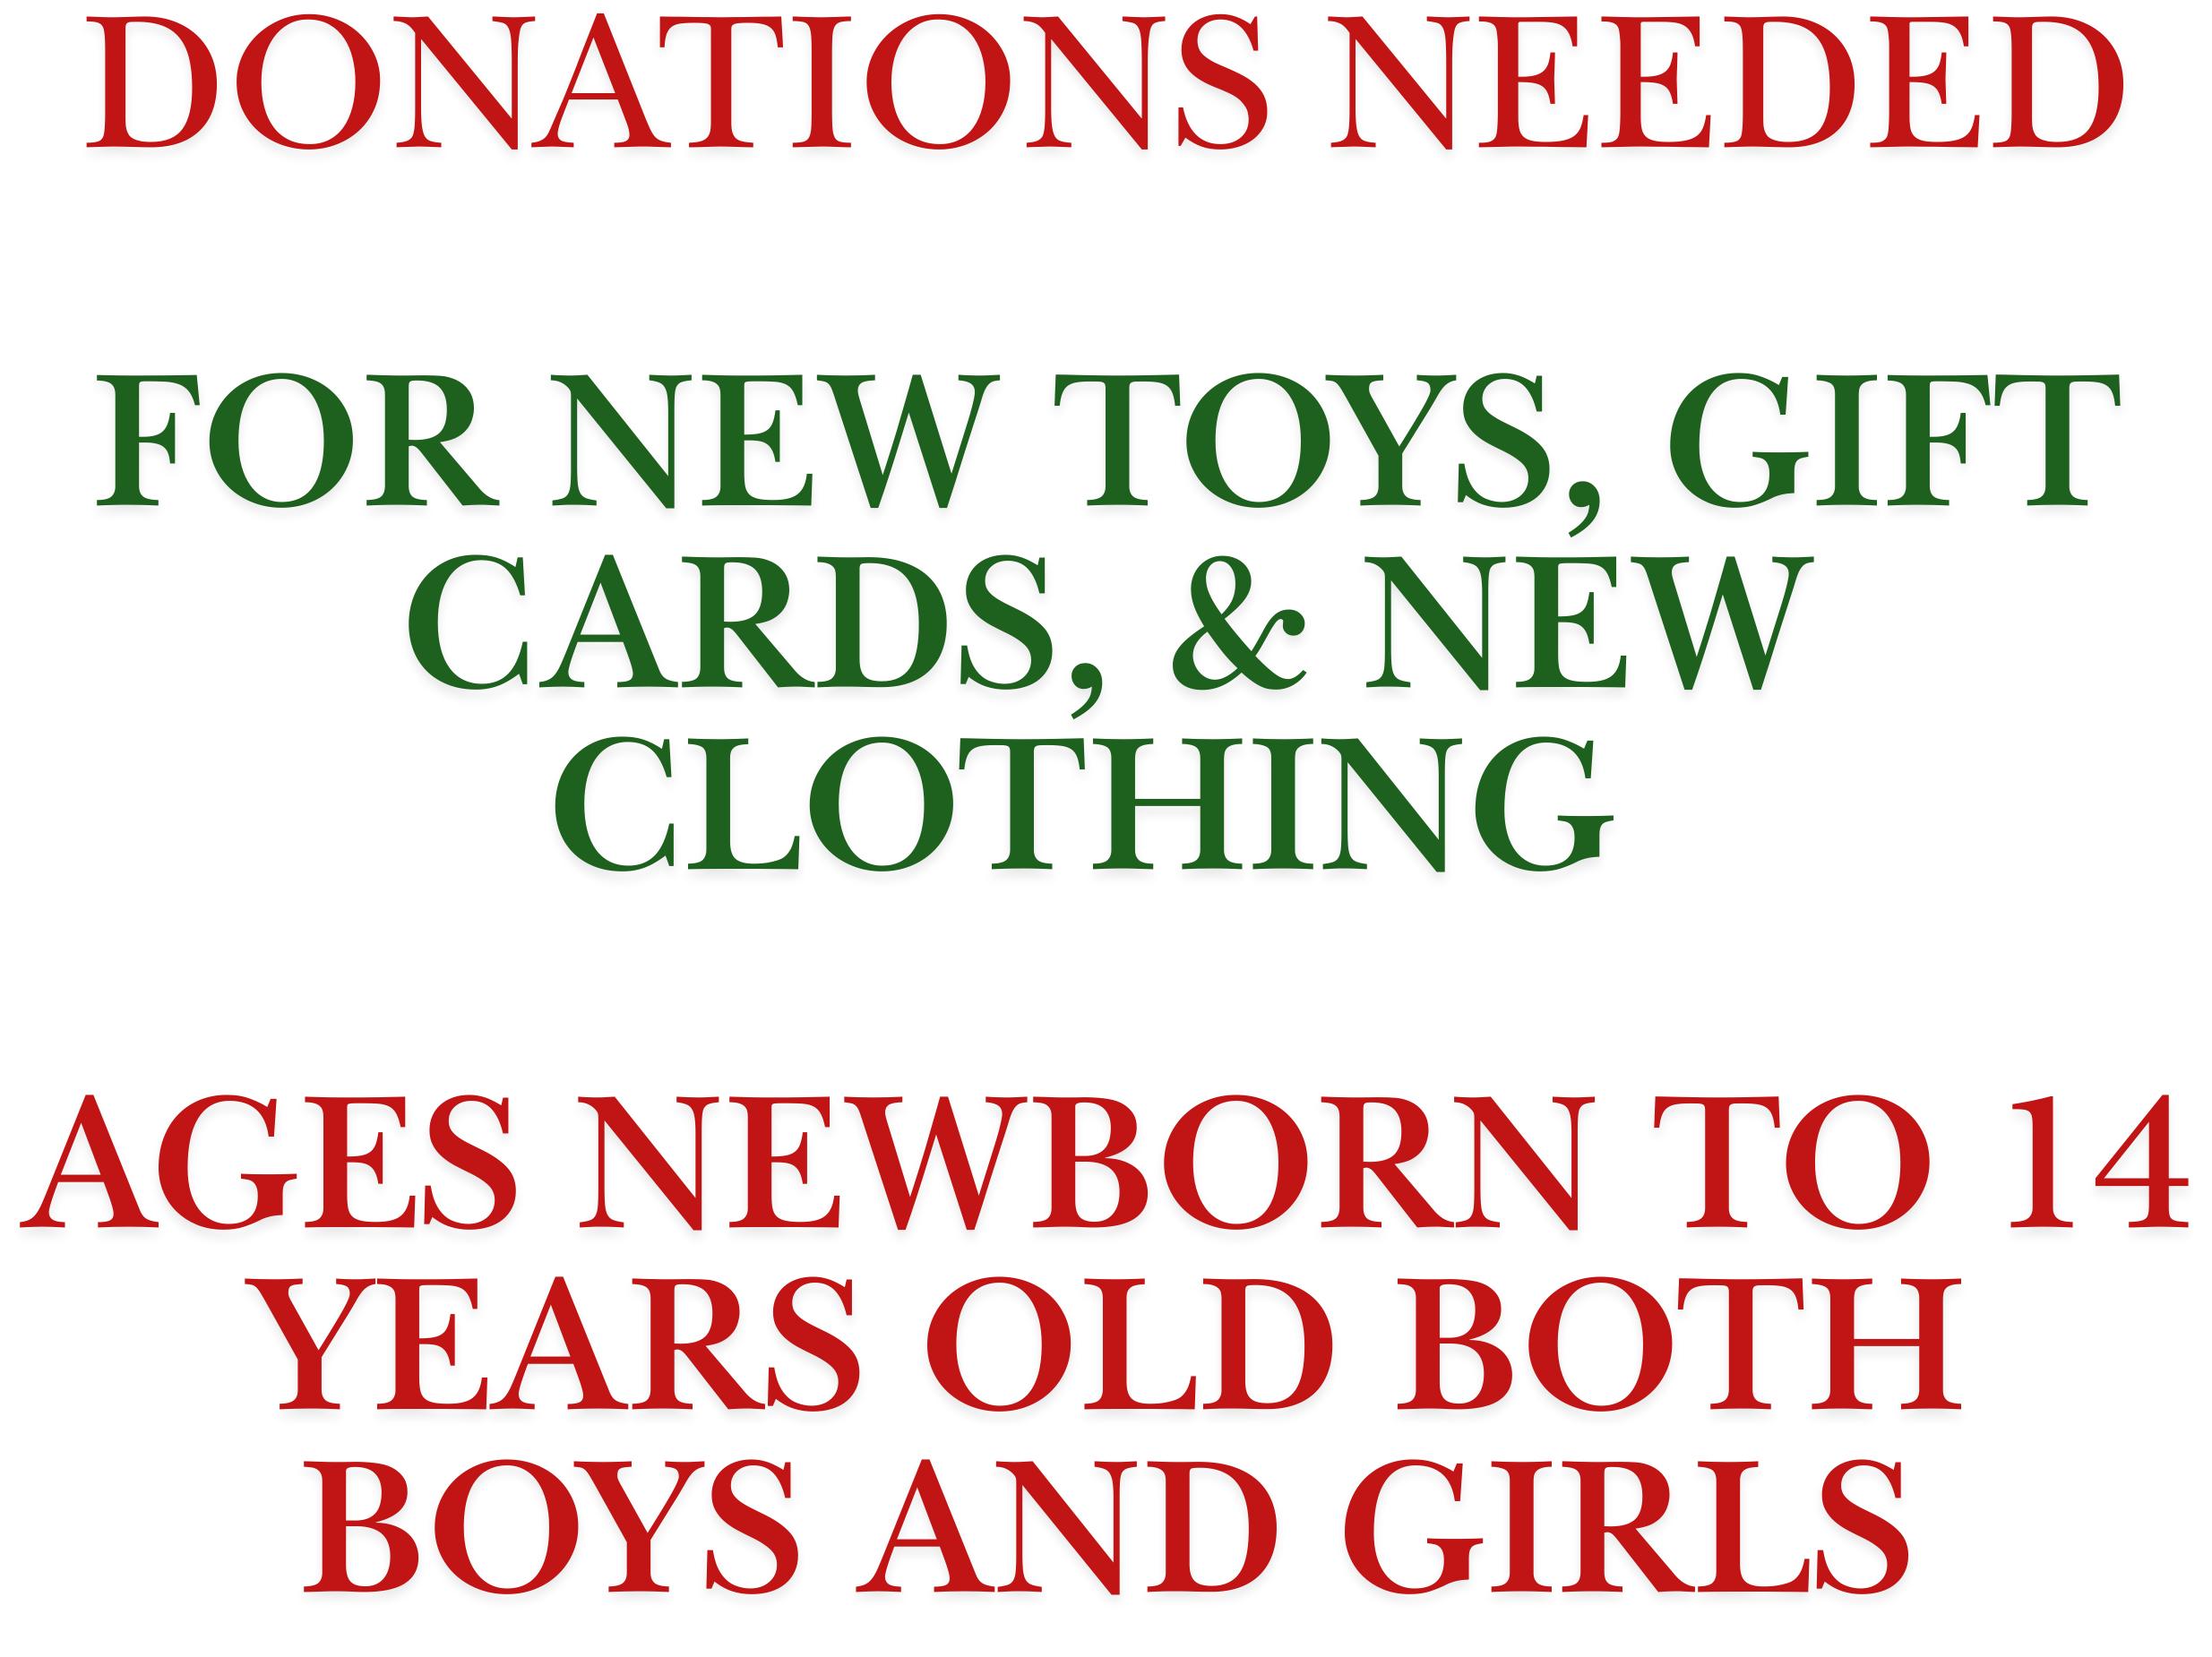 DONATIONS NEEDED
FOR NEW TOYS, GIFT
CARDS, & NEW
CLOTHING
AGES NEWBORN TO 14
YEARS OLD BOTH
BOYS AND GIRLS